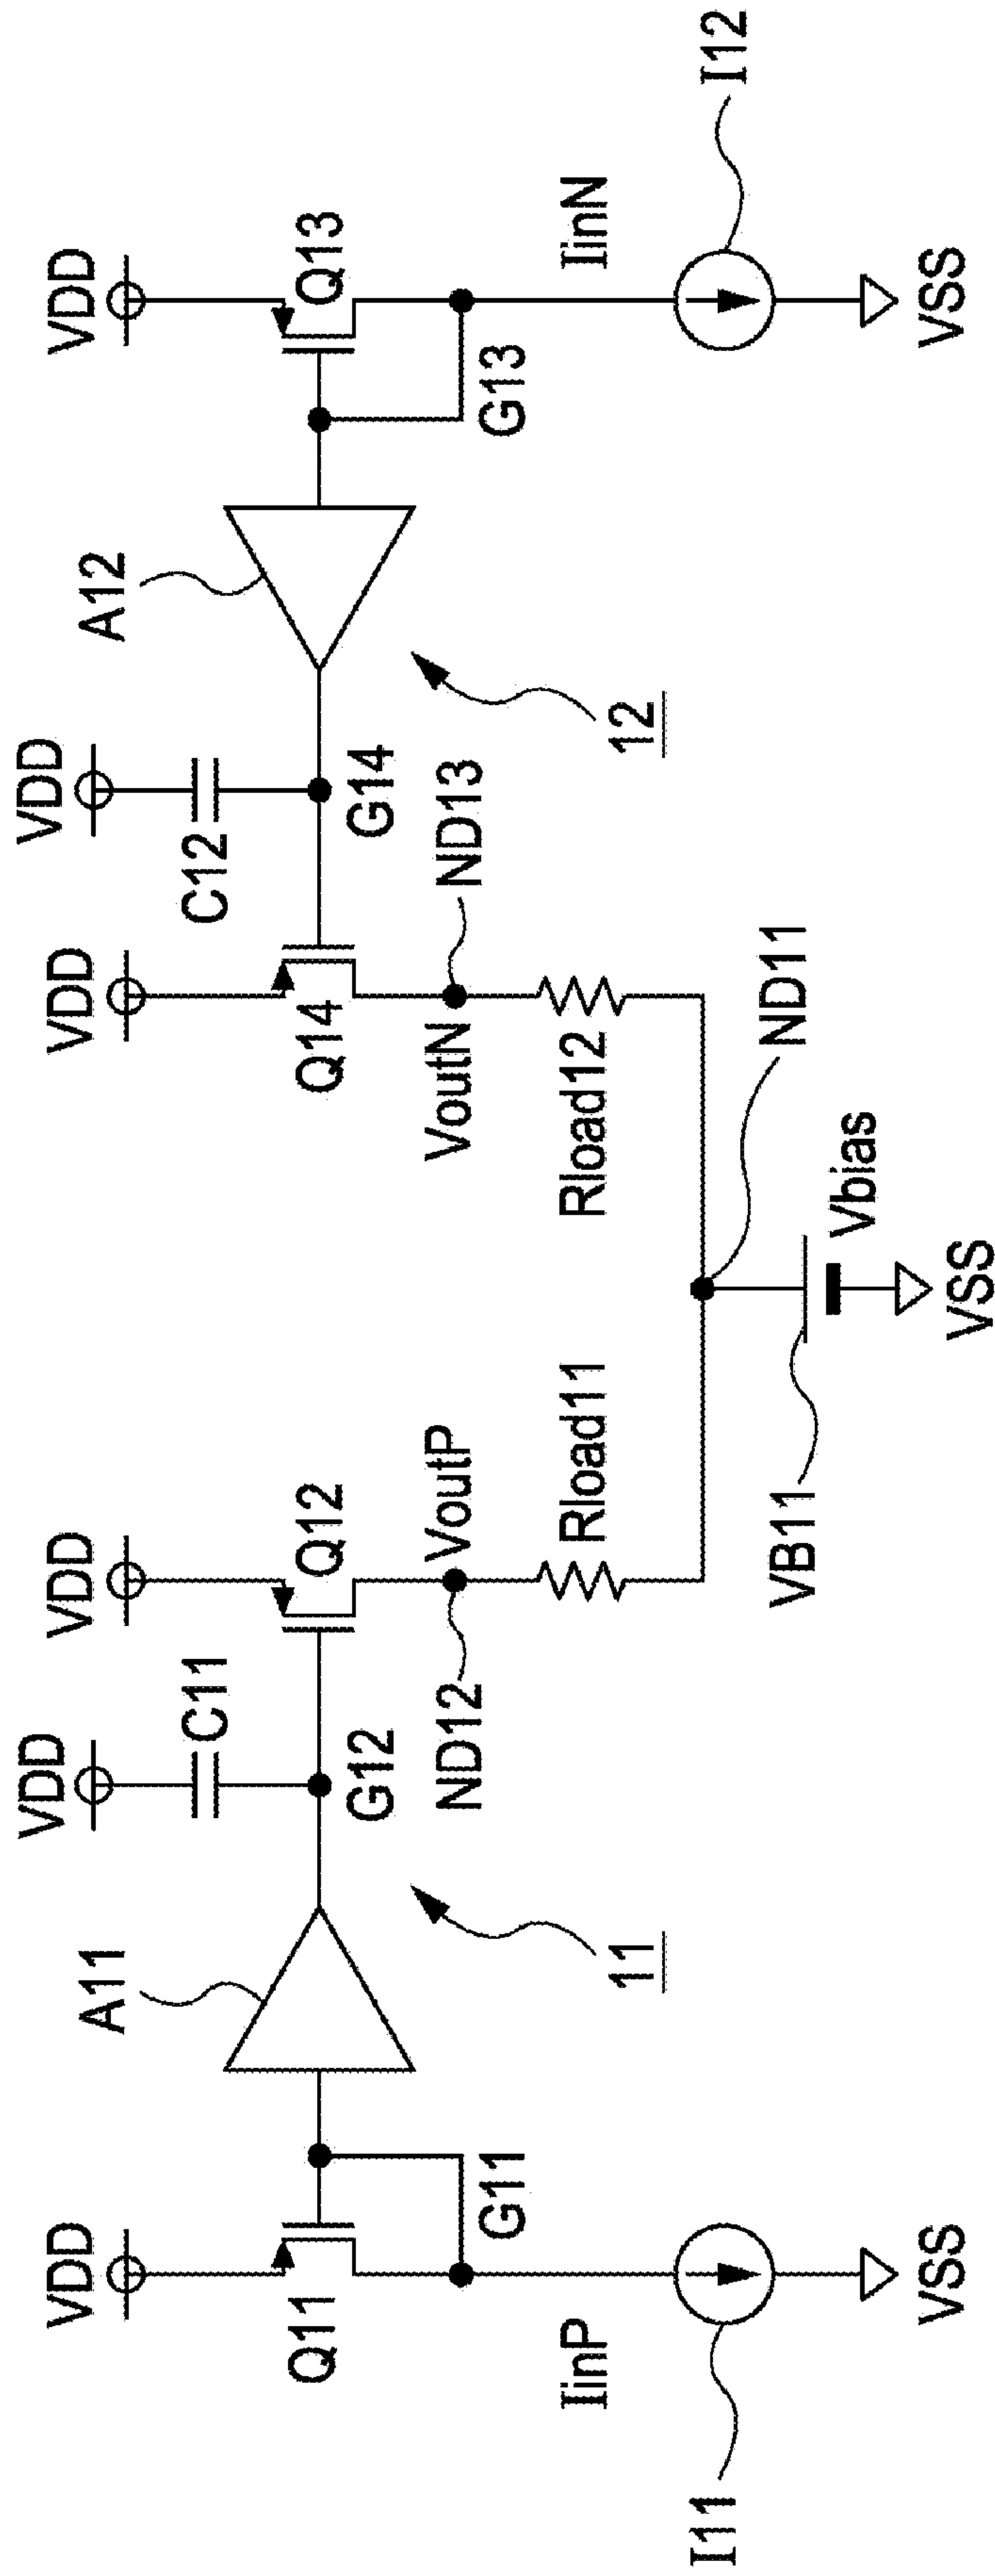 VDD
VDD
VDD
VDD
VDD
VDD
A11
C11
C12
A12
Q11
Q12
Q14
Q13
G12
G14
G11
ND12
VoutP
VoutN
ND13
G13
IinP
11
Rload11
Rload12
12
IinN
I11
VB11
Vbias
ND11
I12
VSS
VSS
VSS